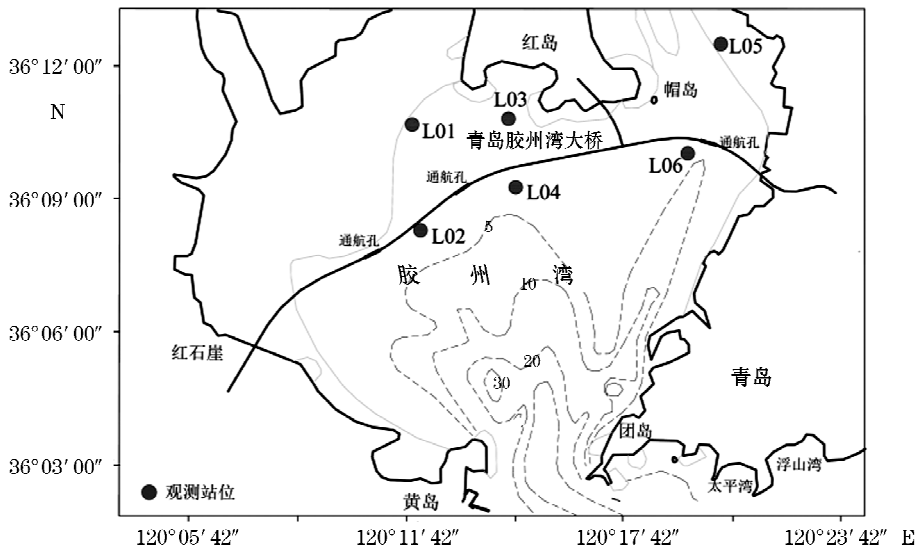 红岛
L05
36°12′00″
帽岛
N
L03
L01
青岛胶州湾大桥
通航孔
L06
通航孔
36°09′00″
L04
L02
5
通航孔
胶州湾
10
36°06′00″
红石崖
20
30
青岛
团岛
浮山湾
36°03′00″
太平湾
观测站位
黄岛
120°05′42″
120°11′42″
120°17′42″
120°23′42″ E